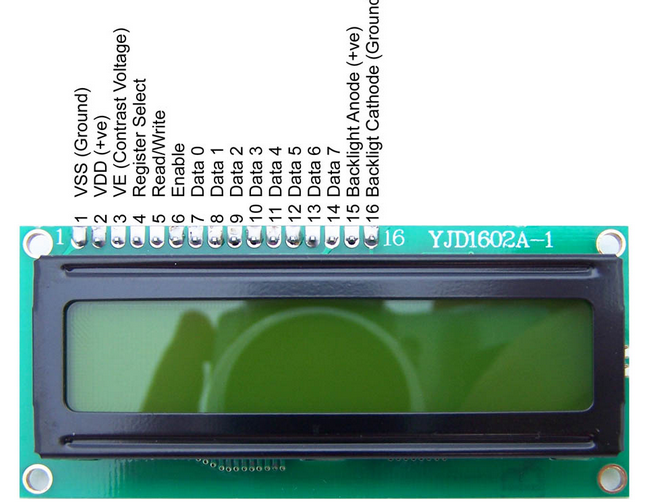 1 VSS (Ground)
2 VDD (+ve)
3 VE (Contrast Voltage)
4 Register Select
5 Read/Write
6 Enable
7 Data 0
8 Data 1
9 Data 2
10 Data 3
11 Data 4
12 Data 5
13 Data 6
14 Data 7
15 Backlight Anode (+ve)
16 Backligt Cathode (Ground
1
16
YJD1602A-1